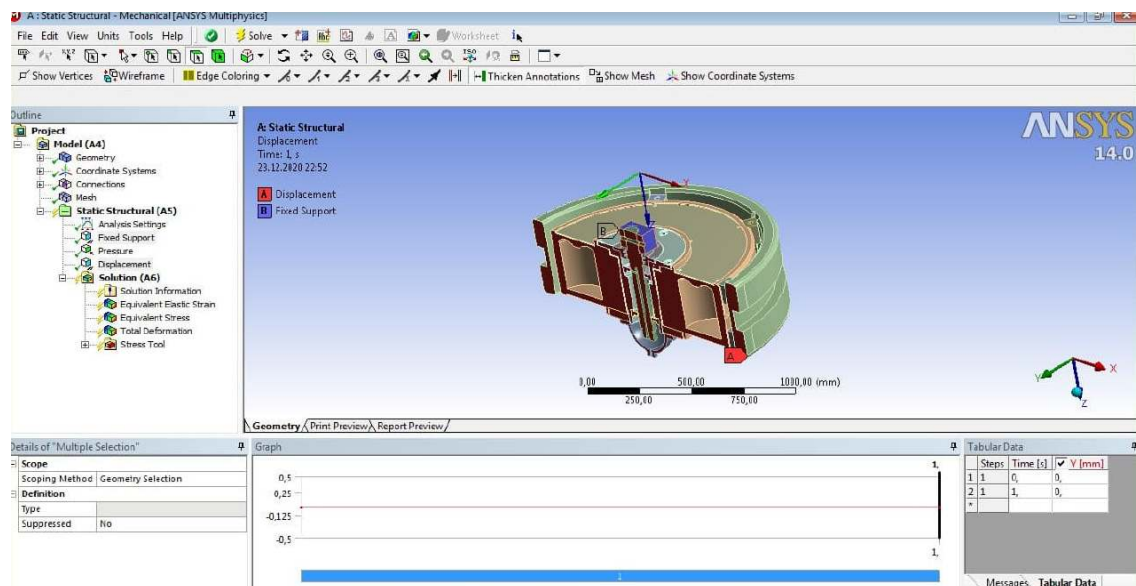 A : Static Structural - Mechanical [ANSYS Multiphysics]
File Edit View Units Tools Help Solve Worksheet
Show Vertices Wireframe Edge Coloring Thicken Annotations Show Mesh Show Coordinate Systems
Outline
Project
Model (A4)
Geometry
Coordinate Systems
Connections
Mesh
Static Structural (A5)
Analysis Settings
Fixed Support
Pressure
Displacement
Solution (A6)
Solution Information
Equivalent Elastic Strain
Equivalent Stress
Total Deformation
Stress Tool
A: Static Structural
Displacement
Time: 1, s
23.12.2020 22:52
A Displacement
B Fixed Support
ANSYS
14.0
B
A
Z
0,00 500,00 1000,00 (mm)
250,00 750,00
Y X
Z
Geometry Print Preview Report Preview
Details of "Multiple Selection"
Scope
Scoping Method Geometry Selection
Definition
Type
Suppressed No
Graph
1,
0,5
0,25
-0,125
-0,5
1,
1
Tabular Data
Steps Time [s] Y [mm]
1 1 0, 0,
2 1 1, 0,
*
Messages Tabular Data